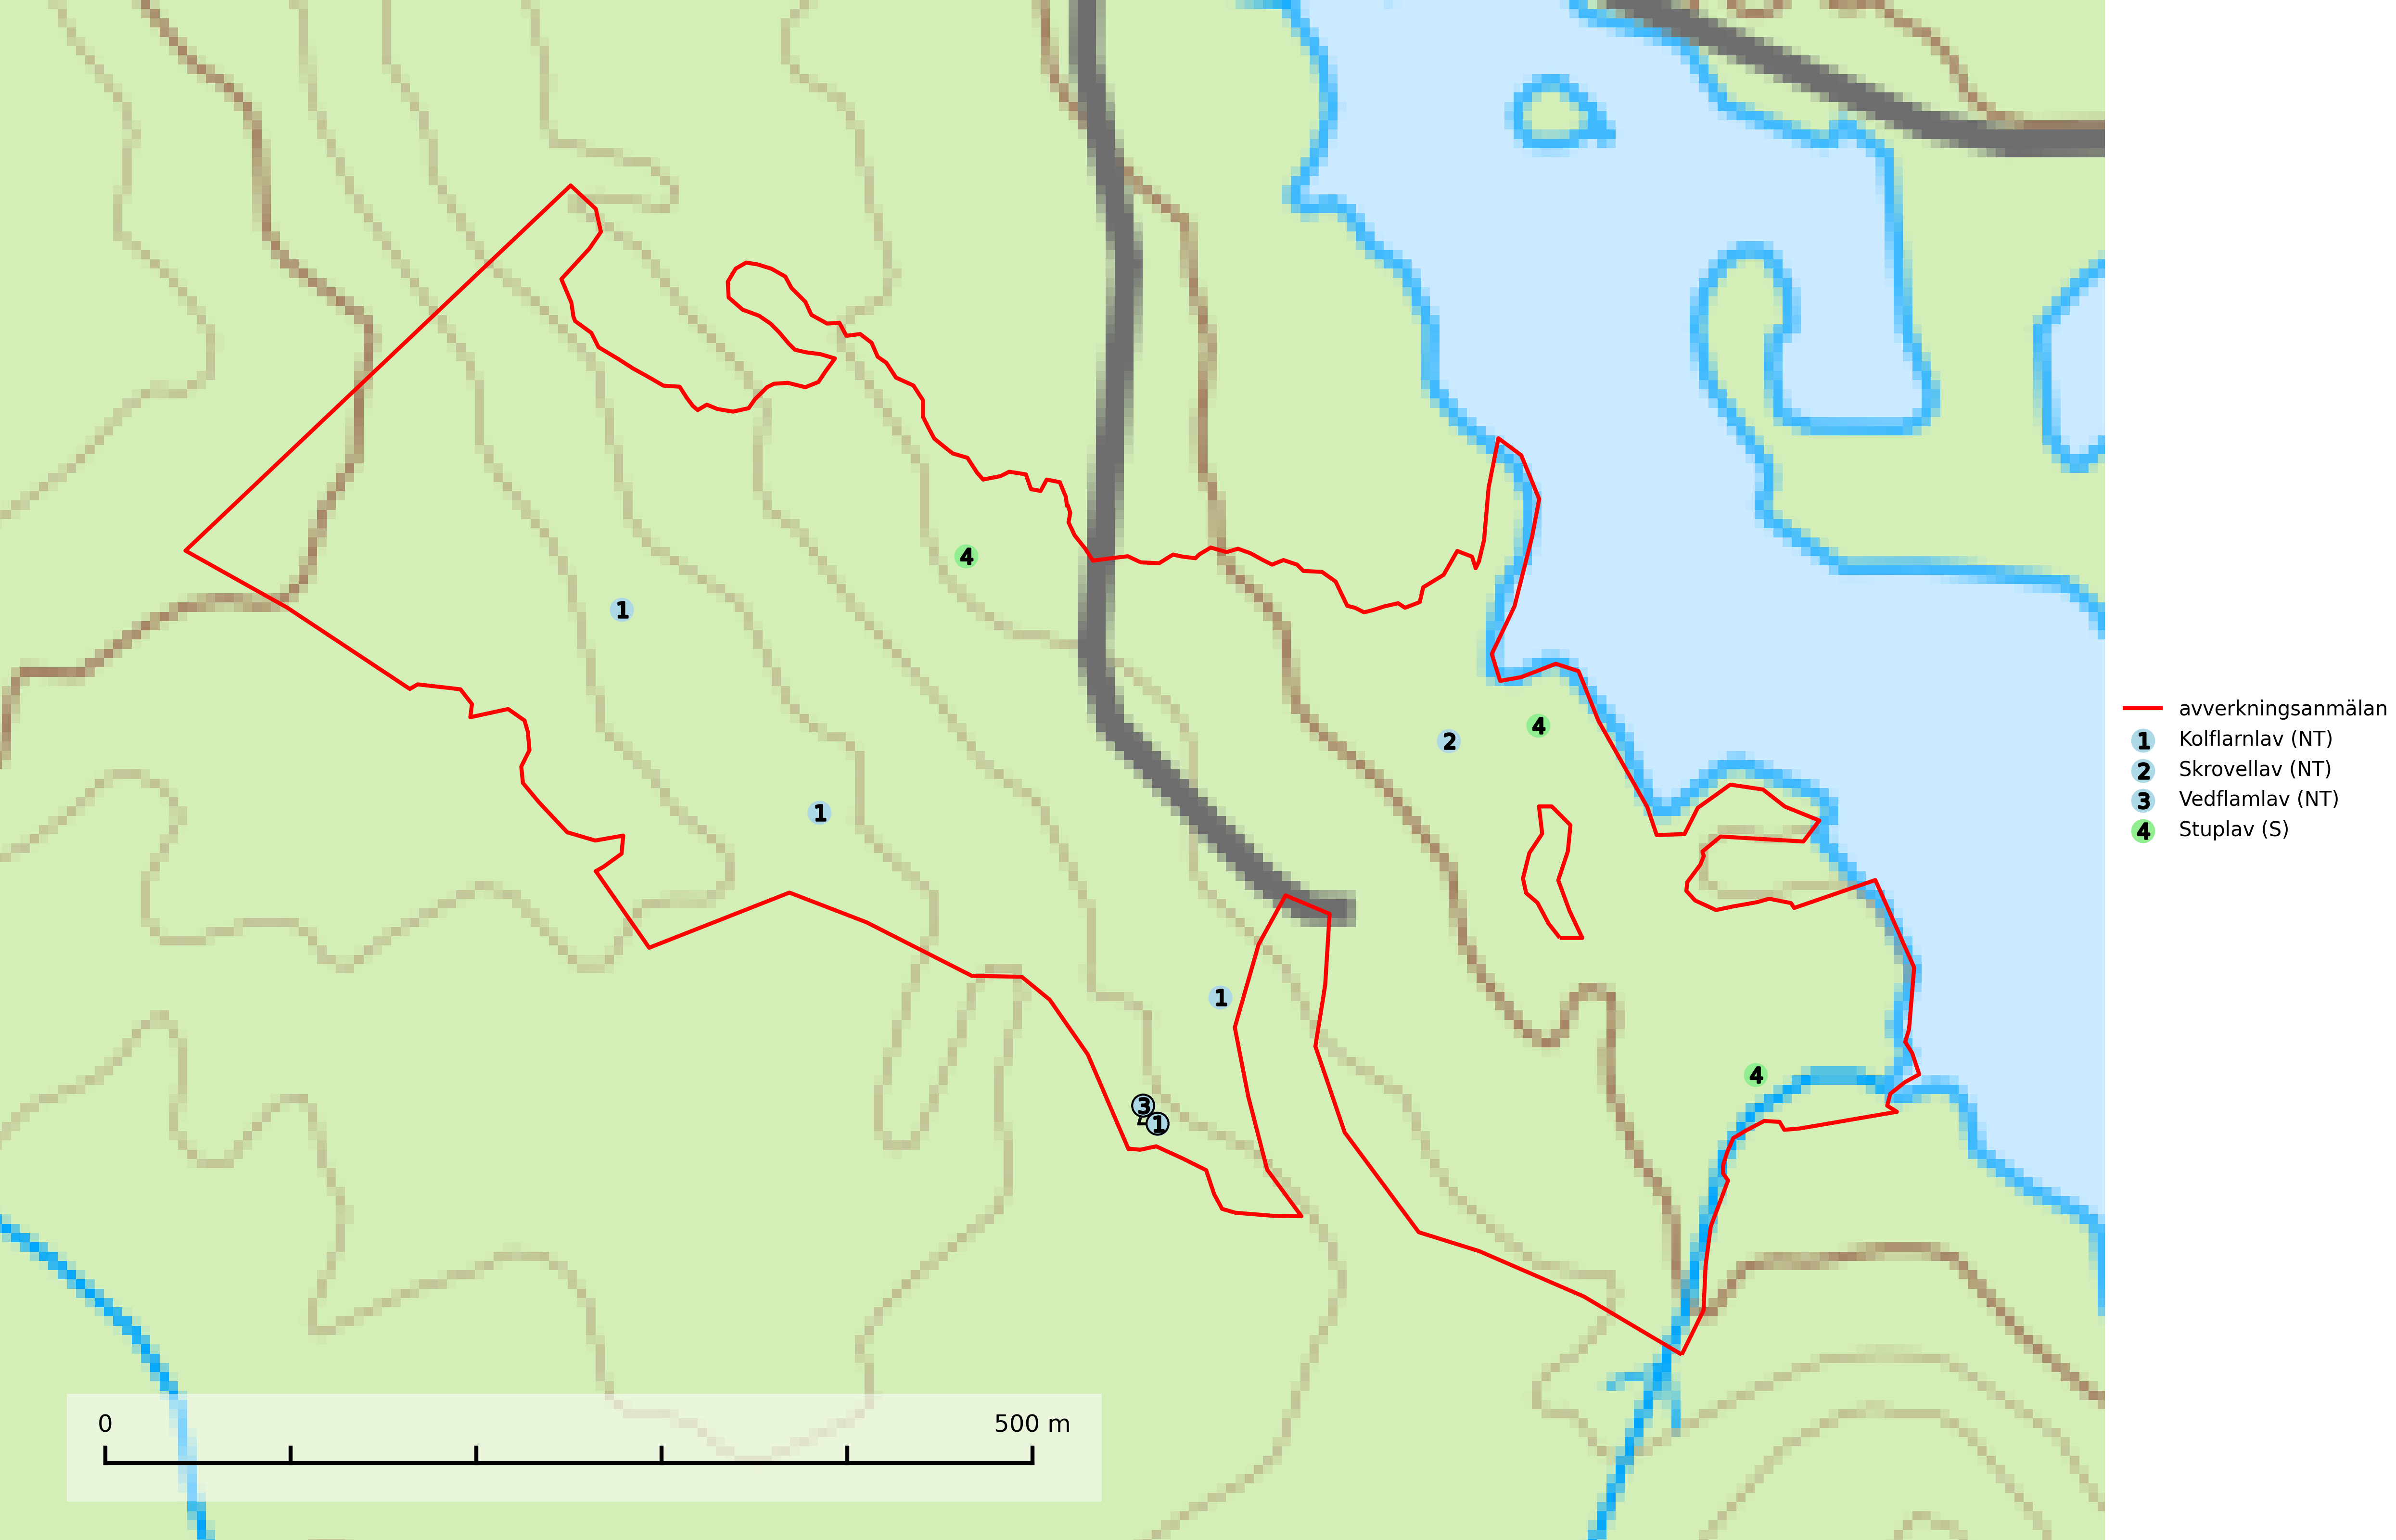 4
1
2
4
1
1
4
3
1
0 500 m
avverkningsanmälan
1 Kolflarnlav (NT)
2 Skrovellav (NT)
3 Vedflamlav (NT)
4 Stuplav (S)